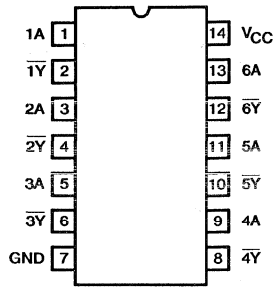 1A 1 14 V_CC
1Y̅ 2 13 6A
2A 3 12 6Y̅
2Y̅ 4 11 5A
3A 5 10 5Y̅
3Y̅ 6 9 4A
GND 7 8 4Y̅